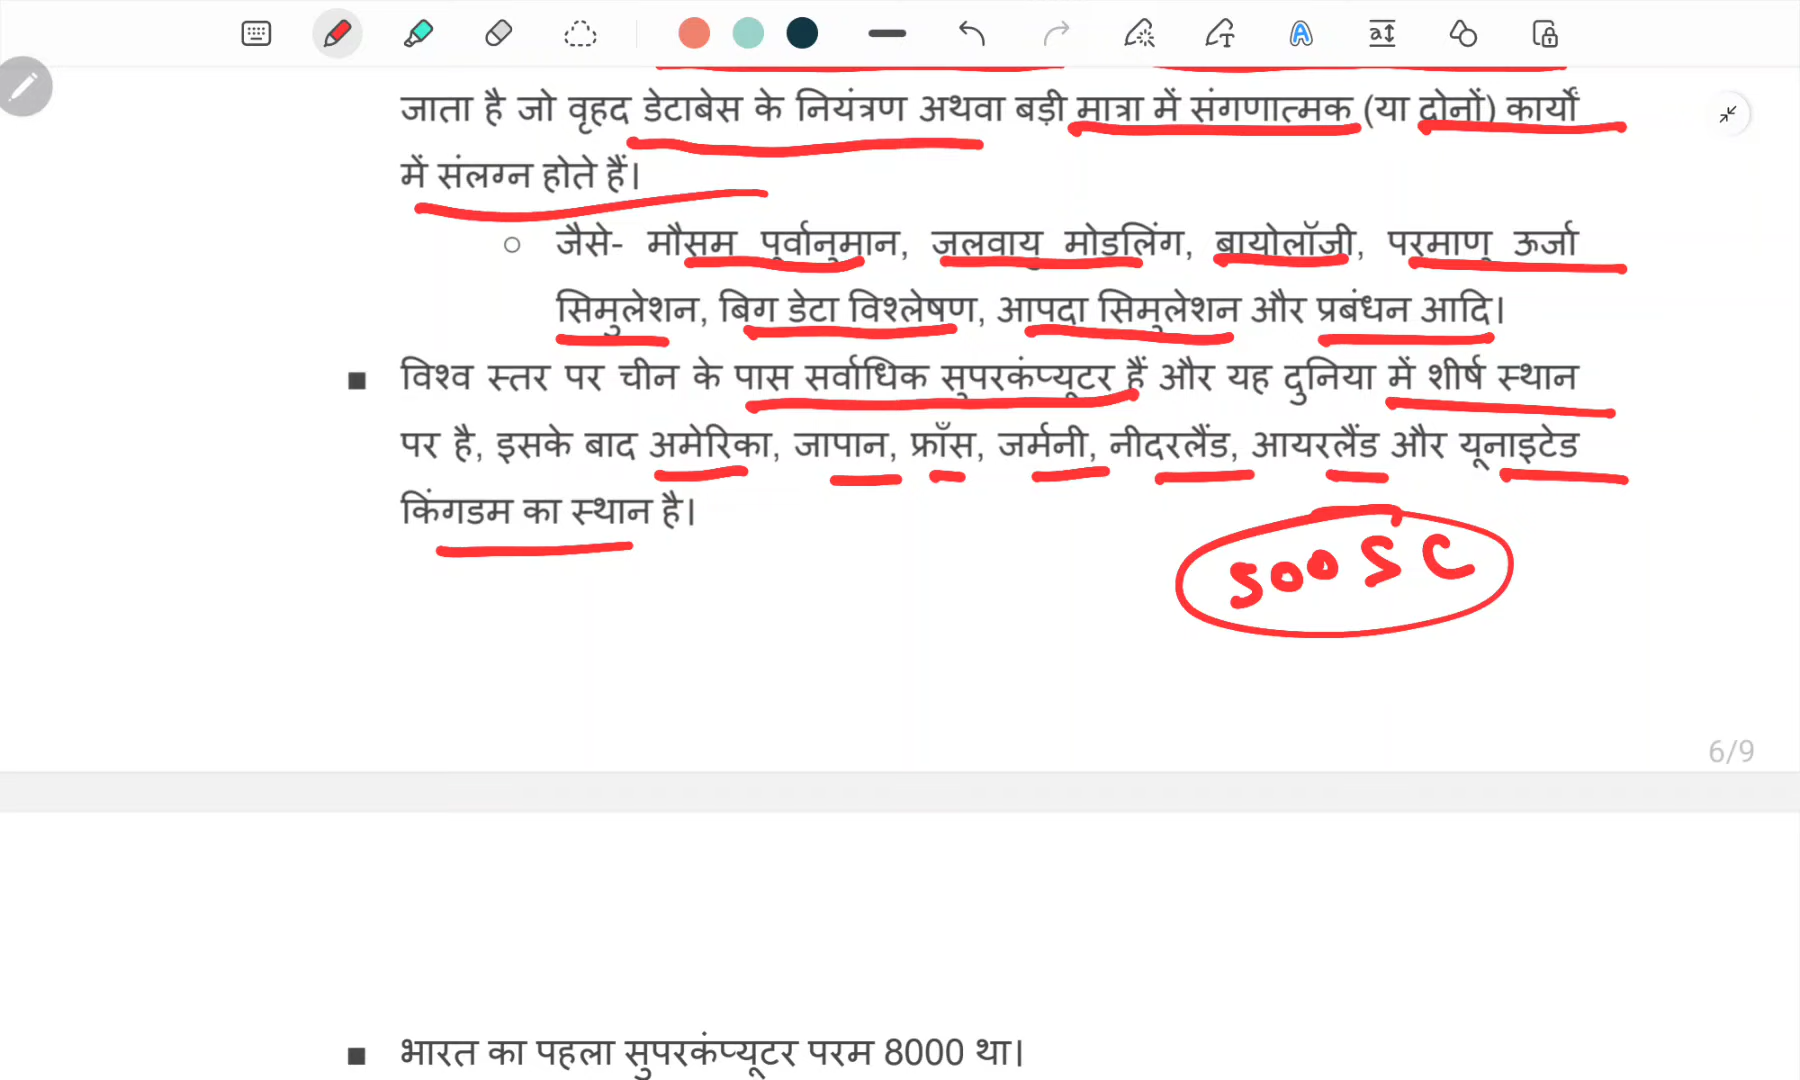 जाता है जो वृहद डेटाबेस के नियंत्रण अथवा बड़ी मात्रा में संगणात्मक (या दोनों) कार्यों
में संलग्न होते हैं।
○ जैसे- मौसम पूर्वानुमान, जलवायु मोडलिंग, बायोलॉजी, परमाणु ऊर्जा
सिमुलेशन, बिग डेटा विश्लेषण, आपदा सिमुलेशन और प्रबंधन आदि।
■ विश्व स्तर पर चीन के पास सर्वाधिक सुपरकंप्यूटर हैं और यह दुनिया में शीर्ष स्थान
पर है, इसके बाद अमेरिका, जापान, फ्राँस, जर्मनी, नीदरलैंड, आयरलैंड और यूनाइटेड
किंगडम का स्थान है।
500 SC
6/9
■ भारत का पहला सुपरकंप्यूटर परम 8000 था।